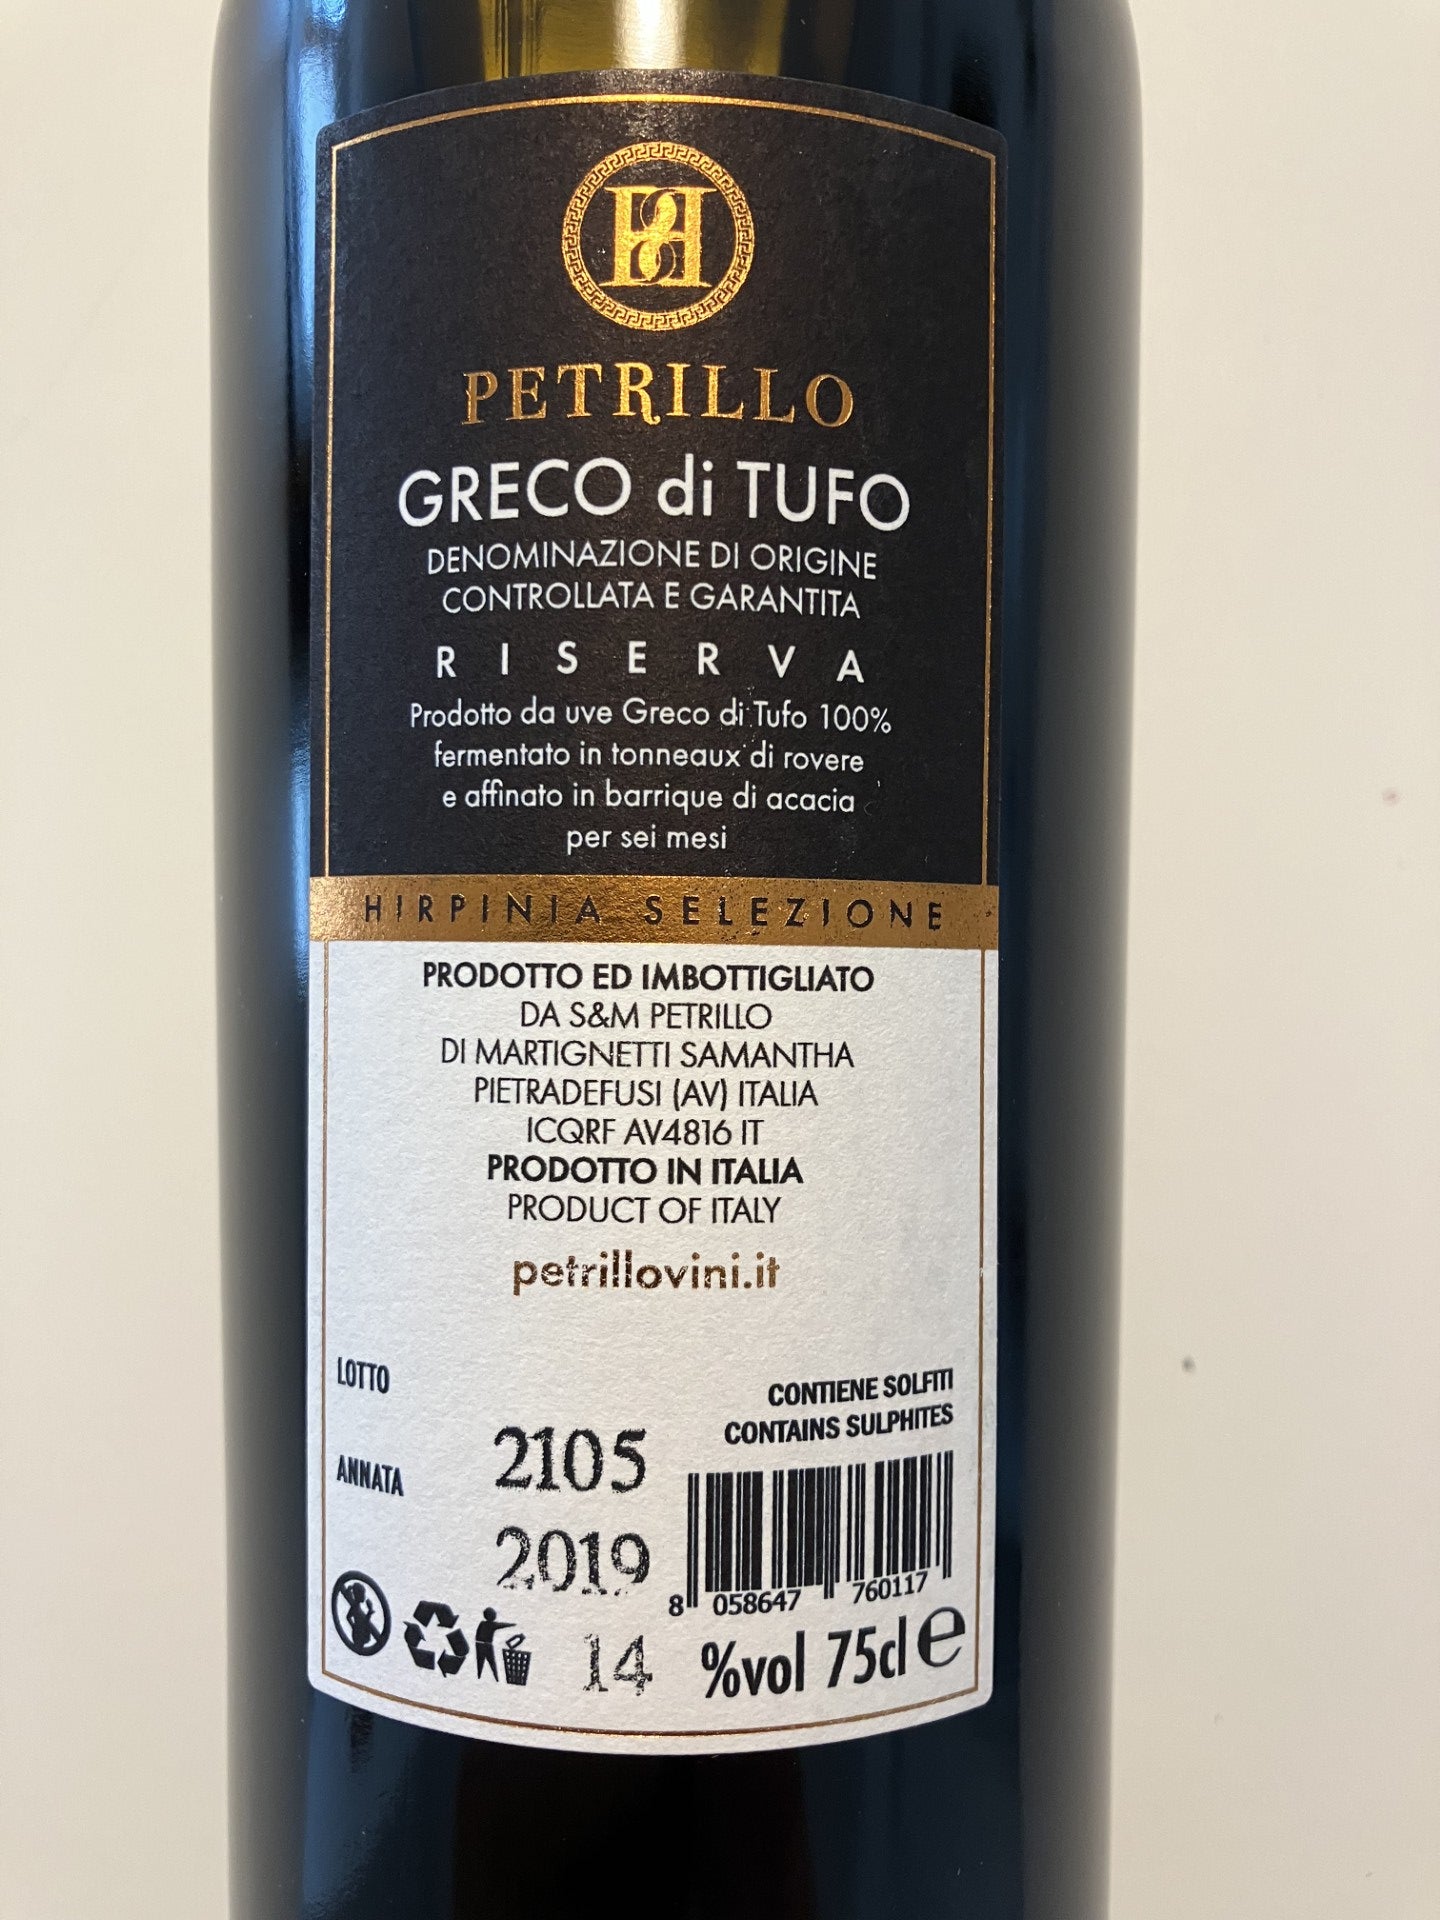 PETRILLO
GRECO di TUFO
DENOMINAZIONE DI ORIGINE
CONTROLLATA E GARANTITA
RISERVA
Prodotto da uve Greco di Tufo 100%
fermentato in tonneaux di rovere
e affinato in barrique di acacia
per sei mesi
HIRPINIA SELEZIONE
PRODOTTO ED IMBOTTIGLIATO
DA S&M PETRILLO
DI MARTIGNETTI SAMANTHA
PIETRADEFUSI (AV) ITALIA
ICQRF AV4816 IT
PRODOTTO IN ITALIA
PRODUCT OF ITALY
petrillovini.it
LOTTO 2105
ANNATA 2019
CONTIENE SOLFITI
CONTAINS SULPHITES
8 058647 760117
14 %vol 75cl e